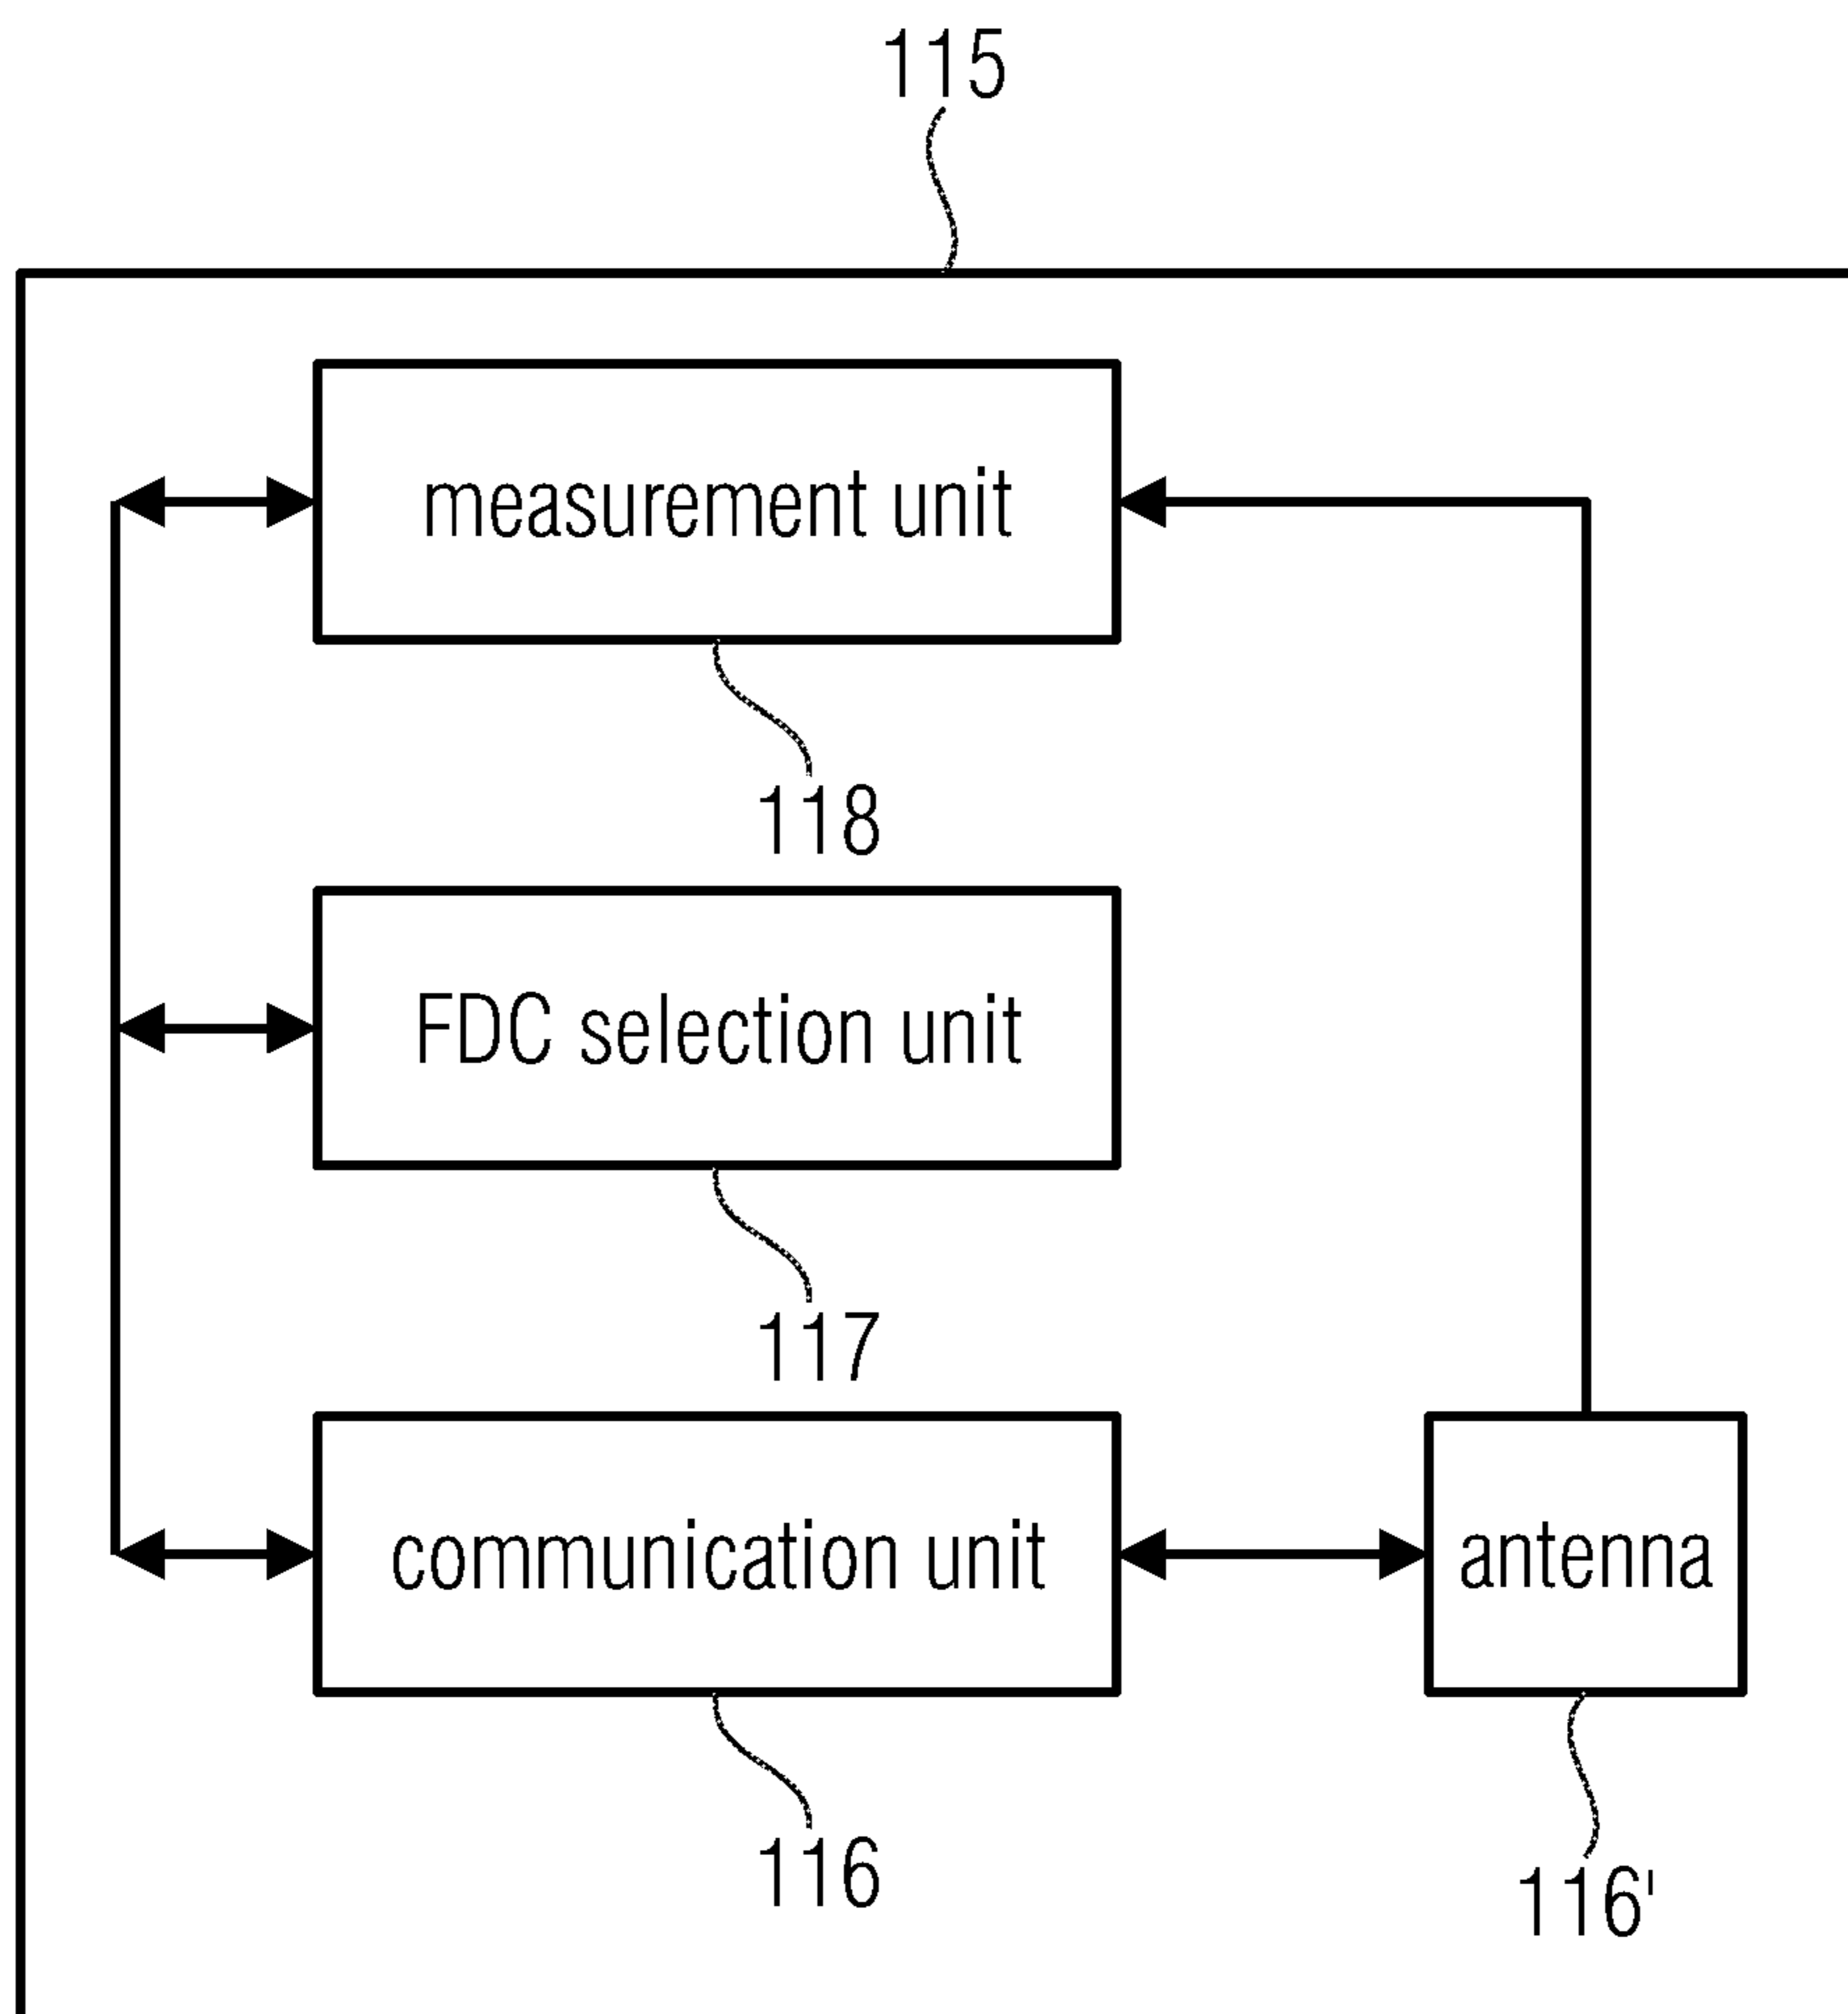 115
measurement unit
118
FDC selection unit
117
communication unit
antenna
116
116'